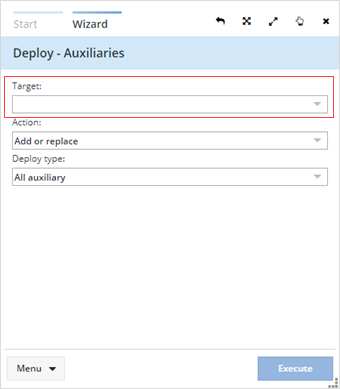 Start Wizard
Deploy - Auxiliaries
Target:
Action:
Add or replace
Deploy type:
All auxiliary
Menu Execute